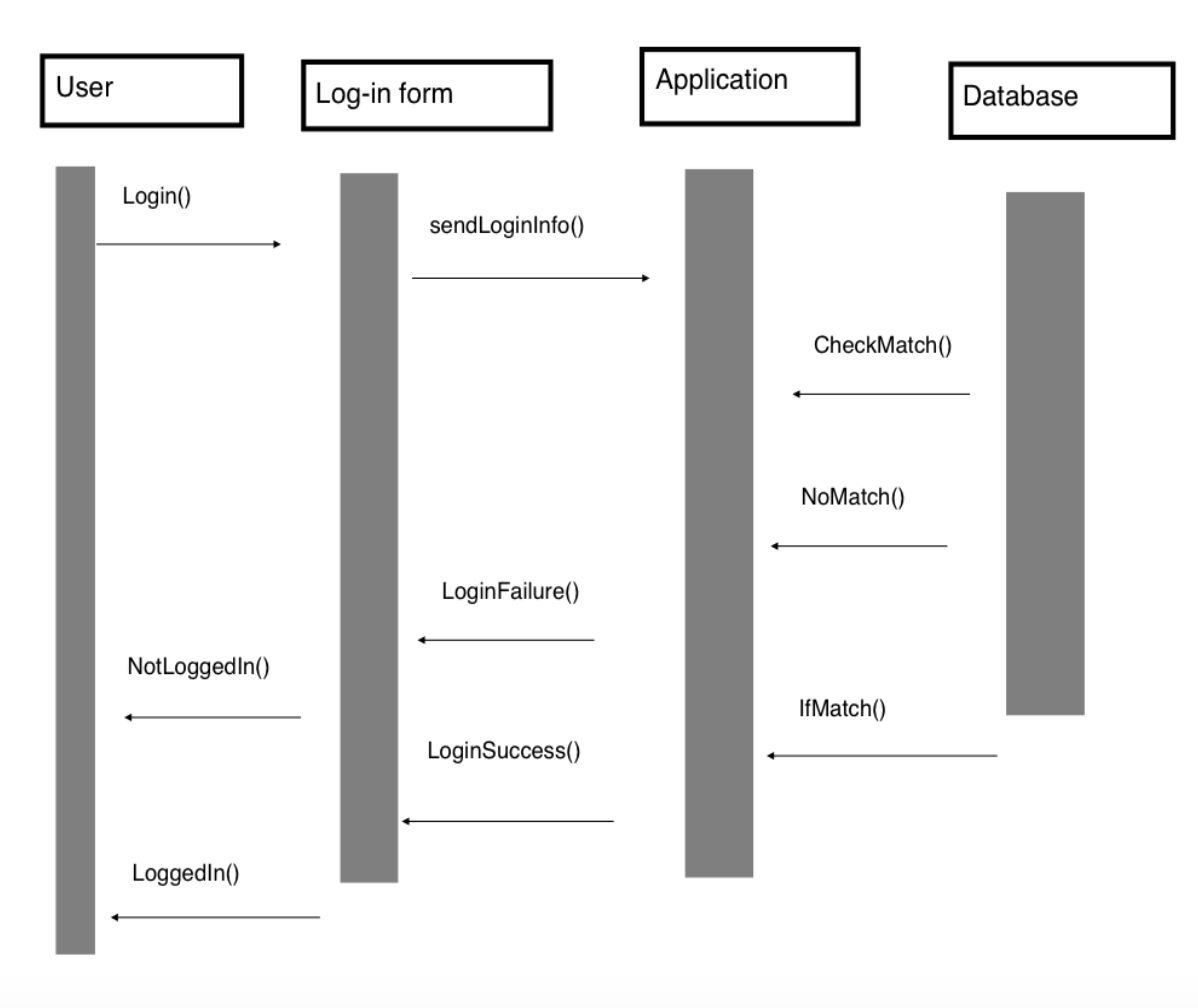 User
Log-in form
Application
Database
Login()
sendLoginInfo()
CheckMatch()
NoMatch()
LoginFailure()
NotLoggedIn()
IfMatch()
LoginSuccess()
LoggedIn()